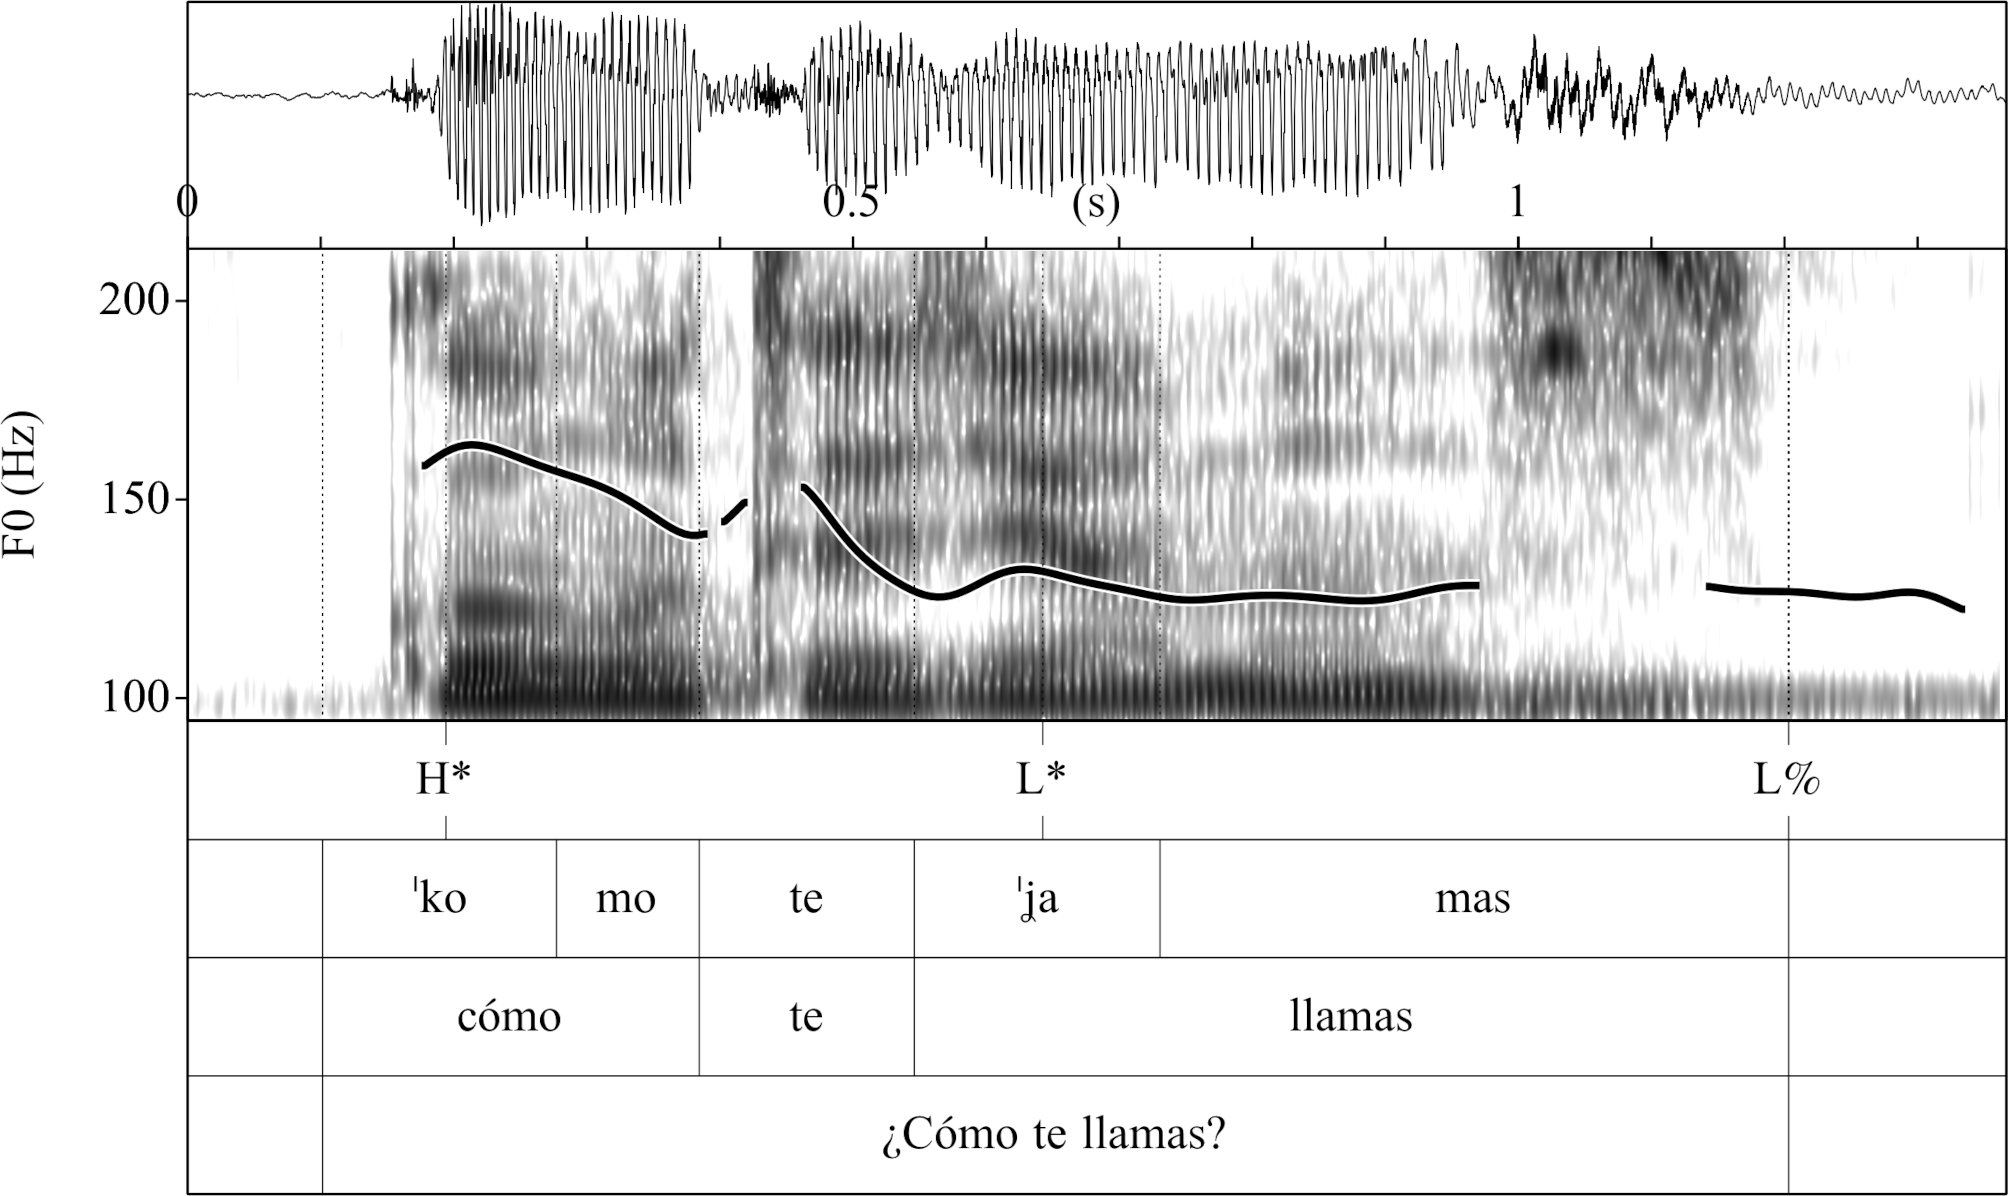 0 0.5 (s) 1
200
150
100
F0 (Hz)
H* L* L%
ˈko mo te ˈʝa mas
cómo te llamas
¿Cómo te llamas?